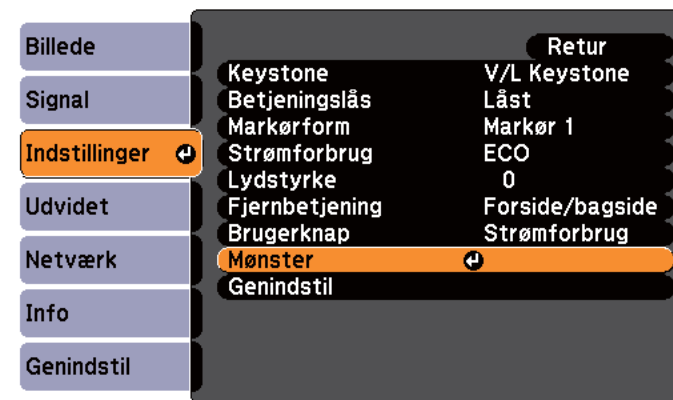 Billede
Signal
Indstillinger
Udvidet
Netværk
Info
Genindstil
Retur
Keystone V/L Keystone
Betjeningslås Låst
Markørform Markør 1
Strømforbrug ECO
Lydstyrke 0
Fjernbetjening Forside/bagside
Brugerknap Strømforbrug
Mønster
Genindstil